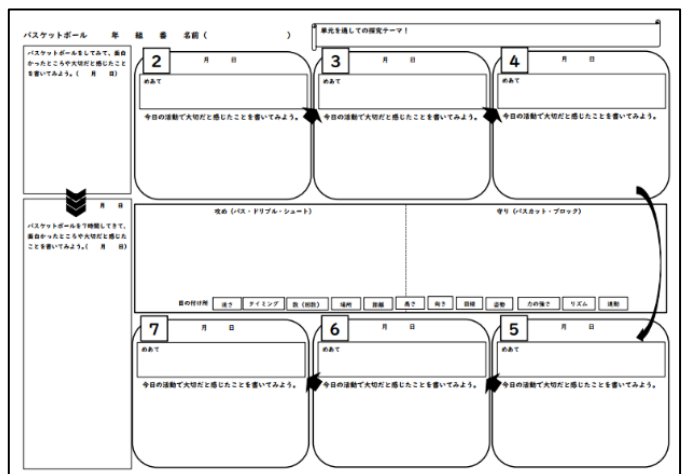 バスケットボール 年 組 番 名前( )
単元を通しての探究テーマ！
バスケットボールをしてみて、面白
かったところや大切だと感じたこと
を書いてみよう。( 月 日)
2 月 日
めあて
今日の活動で大切だと感じたことを書いてみよう。
3 月 日
めあて
今日の活動で大切だと感じたことを書いてみよう。
4 月 日
めあて
今日の活動で大切だと感じたことを書いてみよう。
月 日
バスケットボールを7時間してきて、
面白かったところや大切だと感じた
ことを書いてみよう。( 月 日)
攻め(パス・ドリブル・シュート)
守り(パスカット・ブロック)
目の付け所 速さ タイミング 数(回数) 場所 距離 高さ 向き 目線 姿勢 力の強さ リズム 連動
7 月 日
めあて
今日の活動で大切だと感じたことを書いてみよう。
6 月 日
めあて
今日の活動で大切だと感じたことを書いてみよう。
5 月 日
めあて
今日の活動で大切だと感じたことを書いてみよう。